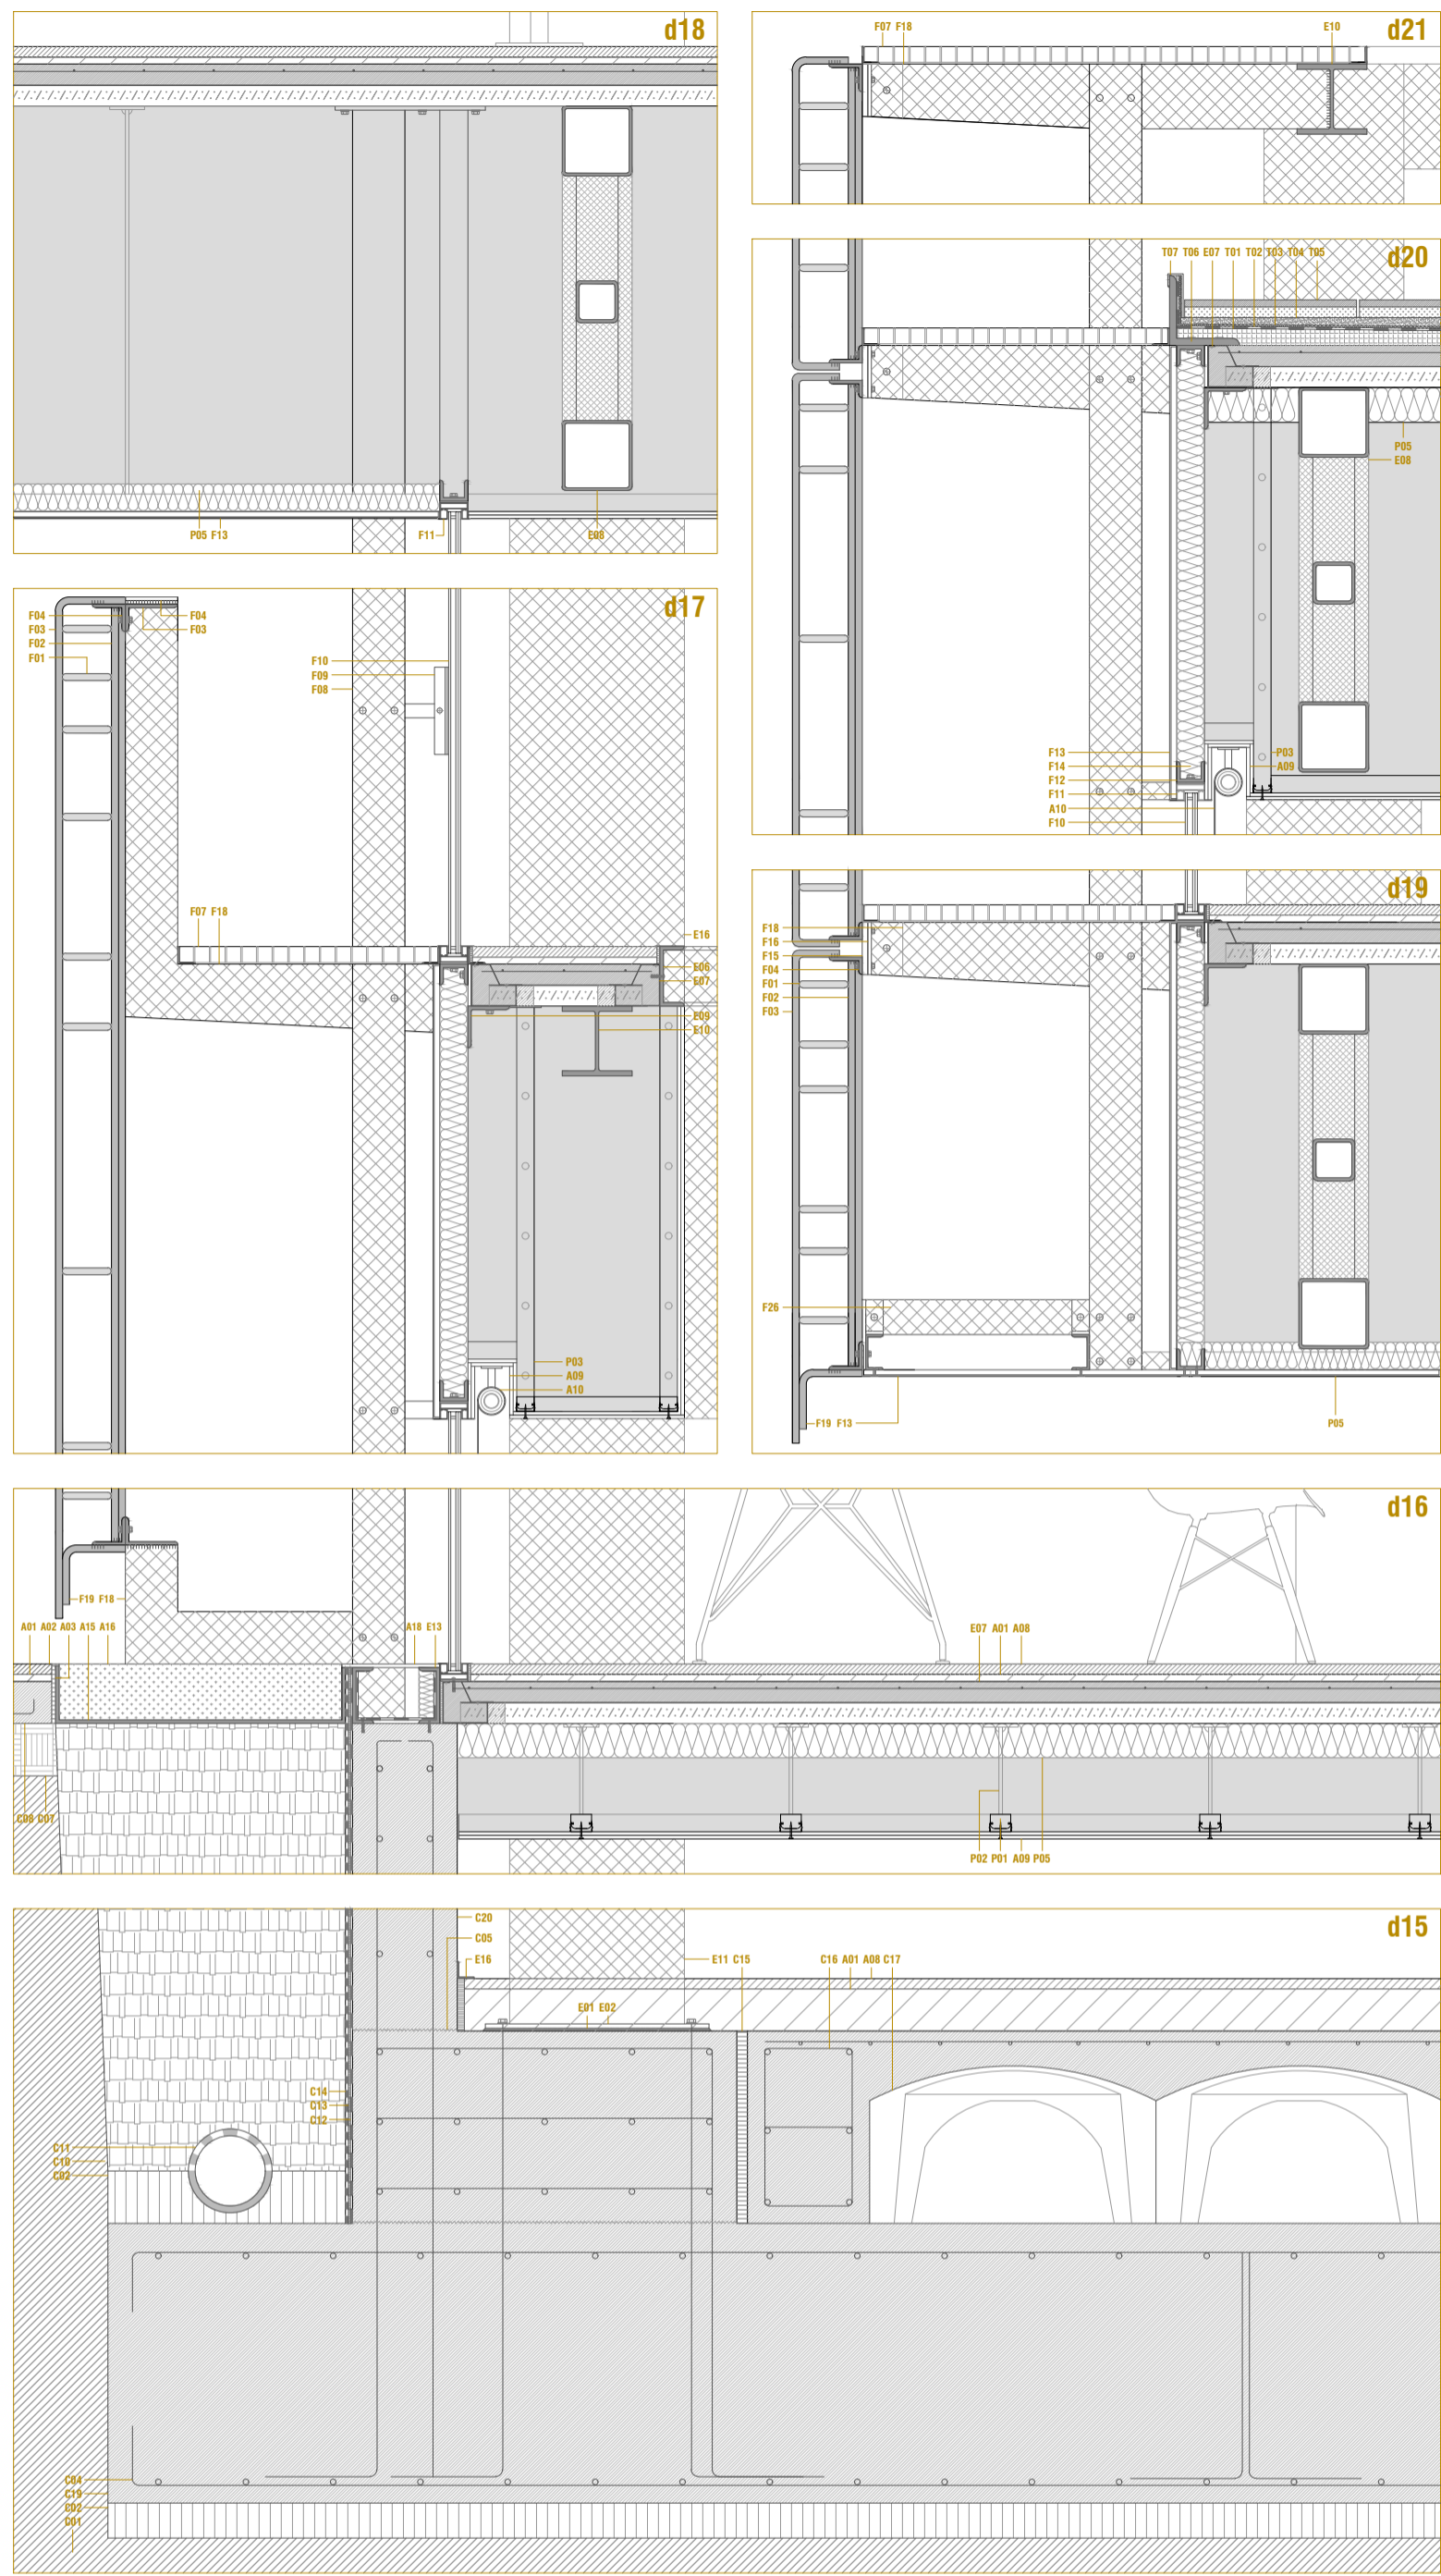 d18
P05 F13
F11
E08
d21
F07 F18
E10
d20
T07 T06 E07 T01 T02 T03 T04 T05
P05
E08
F13
F14
F12
F11
A10
F10
P03
A09
d17
F04
F03
F02
F01
F04
F03
F10
F09
F08
F07 F18
E16
E06
E07
E09
E10
P03
A09
A10
d19
F18
F16
F15
F04
F01
F02
F03
F26
F19 F13
P05
d16
F19 F18
A01 A02 A03 A15 A16
A18 E13
E07 A01 A08
C08 C07
P02 P01 A09 P05
d15
C20
C05
E16
E11 C15
C16 A01 A08 C17
E01 E02
C14
C13
C12
C11
C10
C02
C04
C19
C02
C01